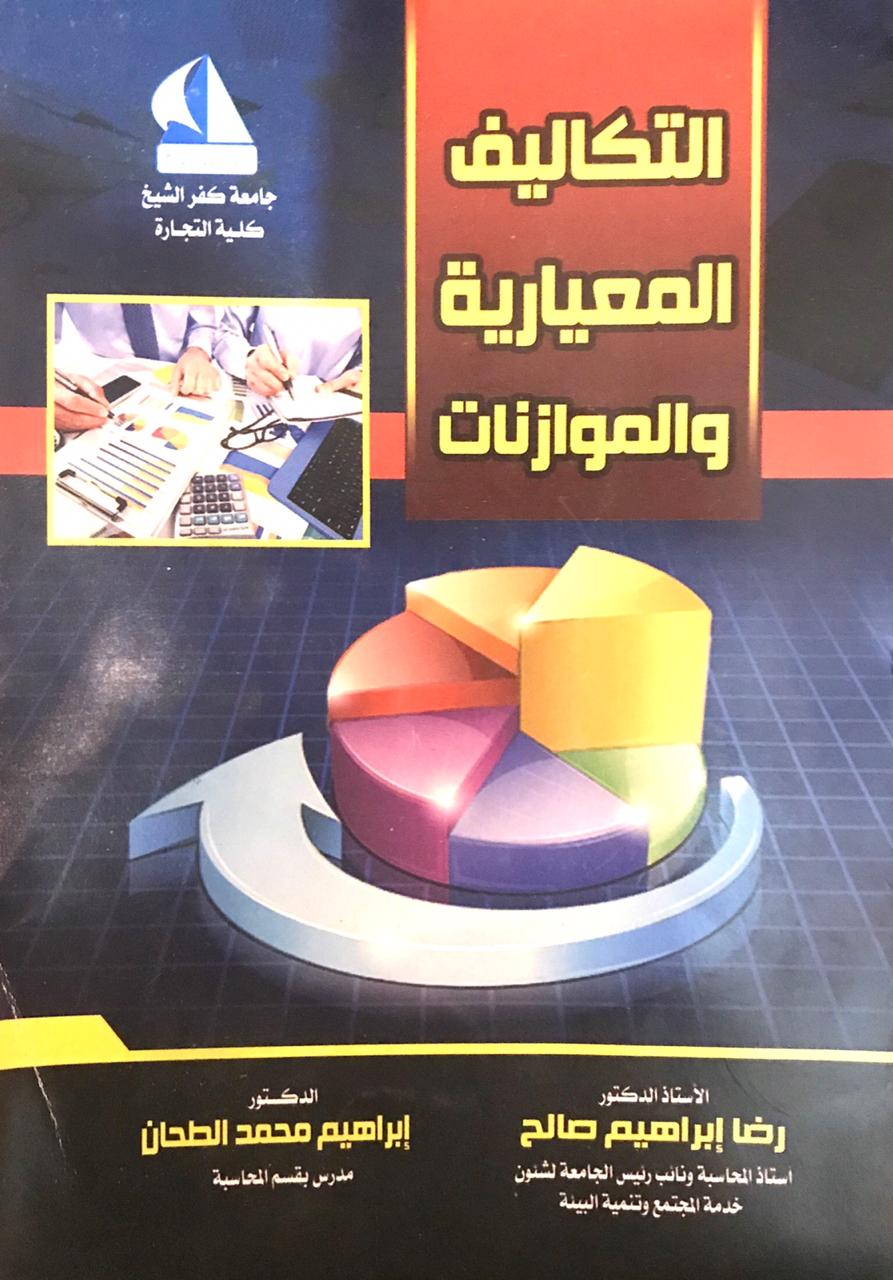 التكاليف
المعيارية
والموازنات
جامعة كفر الشيخ
كلية التجارة
الأستاذ الدكتور
رضا إبراهيم صالح
أستاذ المحاسبة ونائب رئيس الجامعة لشئون
خدمة المجتمع وتنمية البيئة
الدكتور
إبراهيم محمد الطحان
مدرس بقسم المحاسبة